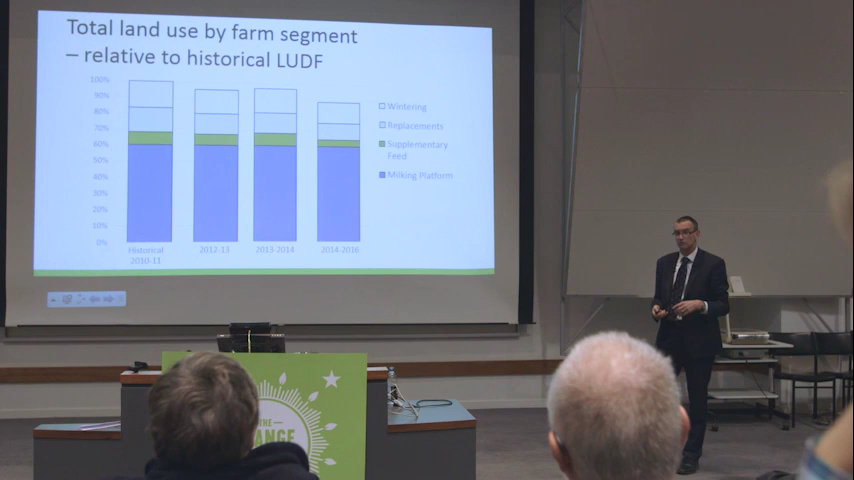 Total land use by farm segment
– relative to historical LUDF
100%
90%
80%
70%
60%
50%
40%
30%
20%
10%
0%
Historical
2010-11
2012-13
2013-2014
2014-2016
Wintering
Replacements
Supplementary
Feed
Milking Platform
THE